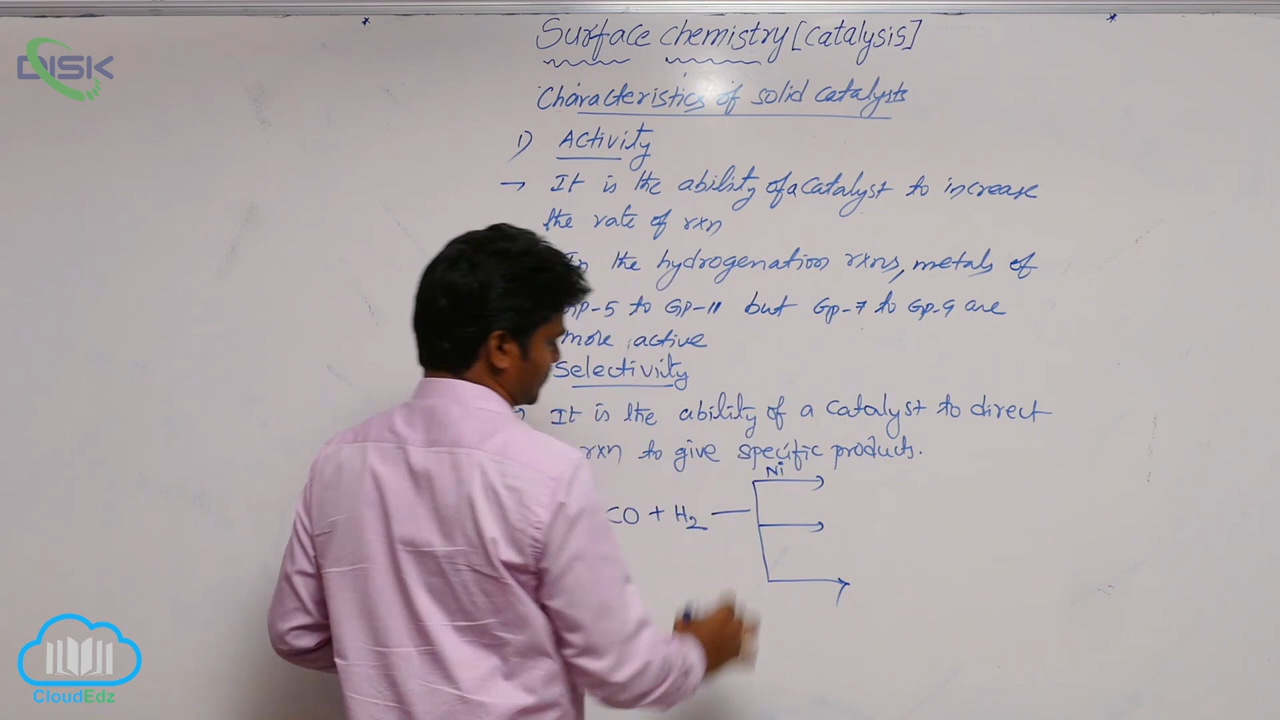 DISK
Surface chemistry [catalysis]
Characteristics of solid catalysts
1) Activity
→ It is the ability of a catalyst to increase
the rate of rxn
In the hydrogenation rxns, metals of
GP-5 to GP-11 but GP-7 to GP-9 are
more active
Selectivity
It is the ability of a catalyst to direct
rxn to give specific products.
Ni
CO + H2
CloudEdz